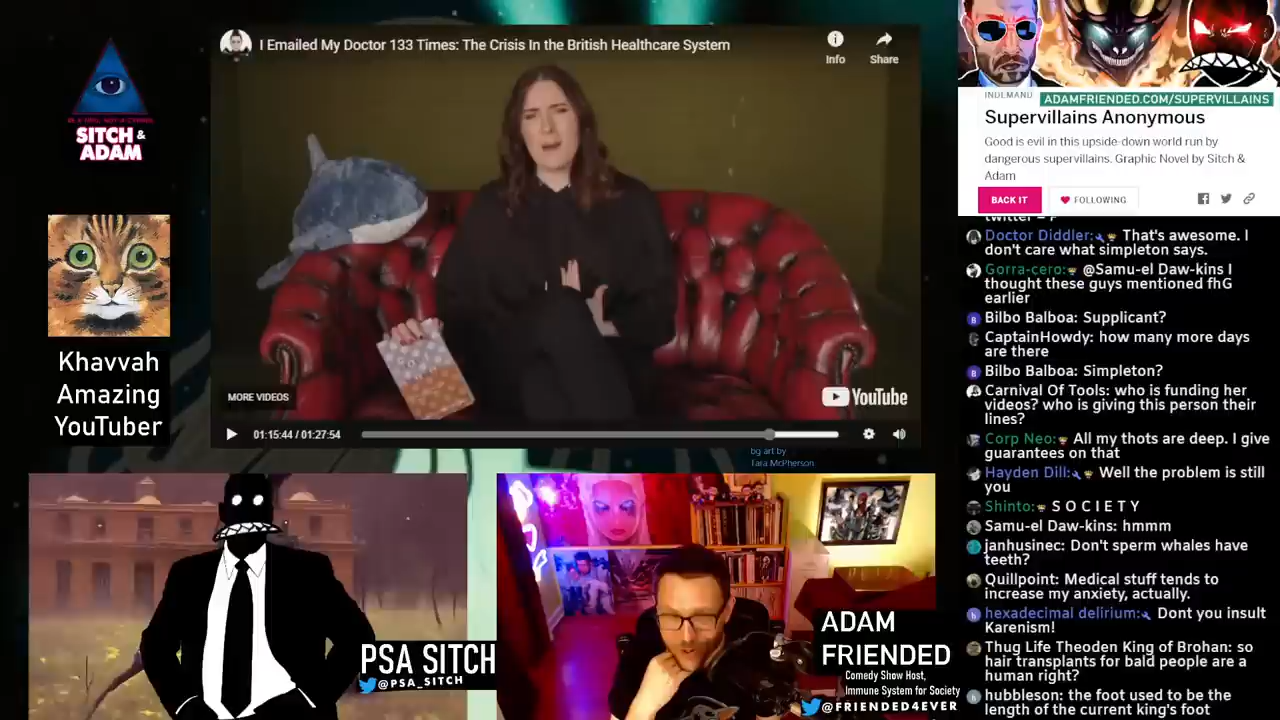 I Emailed My Doctor 133 Times: The Crisis In the British Healthcare System
Info
Share
SITCH &
ADAM
Khavvah
Amazing
YouTuber
MORE VIDEOS
YouTube
01:15:44 / 01:27:54
bg art by
Tara McPherson
PSA SITCH
@PSA_SITCH
ADAM
FRIENDED
Comedy Show Host,
Immune System for Society
@FRIENDED4EVER
INDEMAND
ADAMFRIENDED.COM/SUPERVILLAINS
Supervillains Anonymous
Good is evil in this upside-down world run by
dangerous supervillains. Graphic Novel by Sitch &
Adam
BACK IT
FOLLOWING
twitter = P
Doctor Diddler: That's awesome. I
don't care what simpleton says.
Gorra-cero: @Samu-el Daw-kins I
thought these guys mentioned fhG
earlier
Bilbo Balboa: Supplicant?
CaptainHowdy: how many more days
are there
Bilbo Balboa: Simpleton?
Carnival Of Tools: who is funding her
videos? who is giving this person their
lines?
Corp Neo: All my thots are deep. I give
guarantees on that
Hayden Dill: Well the problem is still
you
Shinto: S O C I E T Y
Samu-el Daw-kins: hmmm
janhusinec: Don't sperm whales have
teeth?
Quillpoint: Medical stuff tends to
increase my anxiety, actually.
hexadecimal delirium: Dont you insult
Karenism!
Thug Life Theoden King of Brohan: so
hair transplants for bald people are a
human right?
hubbleson: the foot used to be the
length of the current king's foot